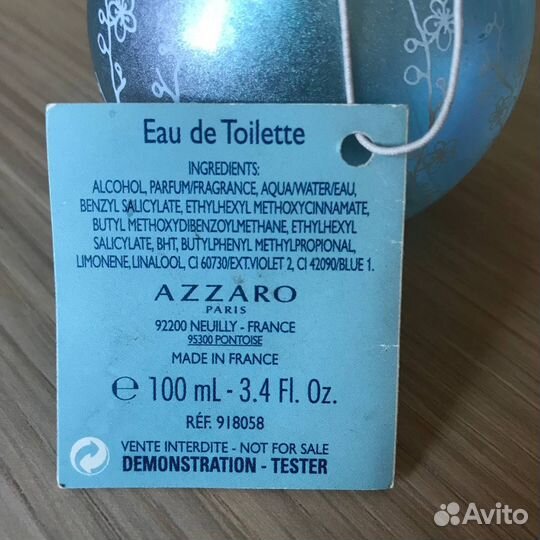 Eau de Toilette
INGREDIENTS:
ALCOHOL, PARFUM/FRAGRANCE, AQUA/WATER/EAU,
BENZYL SALICYLATE, ETHYLHEXYL METHOXYCINNAMATE,
BUTYL METHOXYDIBENZOYLMETHANE, ETHYLHEXYL
SALICYLATE, BHT, BUTYLPHENYL METHYLPROPIONAL,
LIMONENE, LINALOOL, CI 60730/EXT.VIOLET 2, CI 42090/BLUE 1.
AZZARO
PARIS
92200 NEUILLY - FRANCE
95300 PONTOISE
MADE IN FRANCE
℮ 100 mL - 3.4 Fl. Oz.
RÉF. 918058
VENTE INTERDITE - NOT FOR SALE
DEMONSTRATION - TESTER
Avito